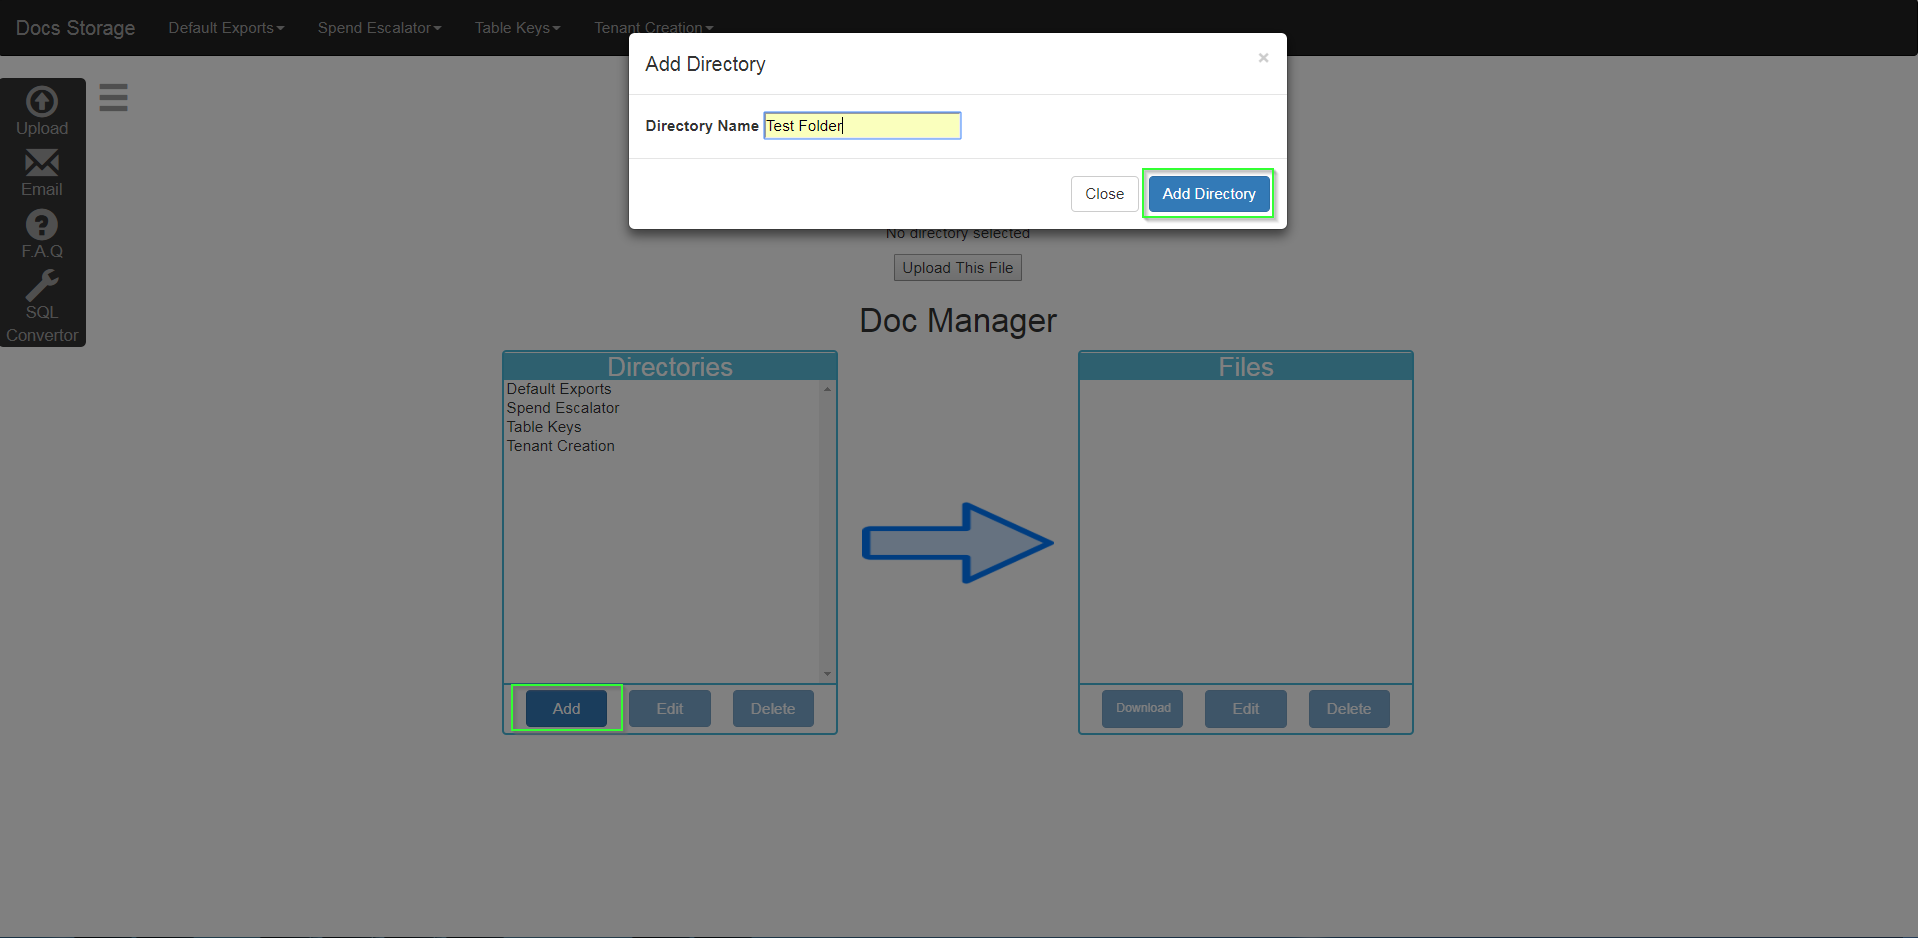 Docs Storage Default Exports Spend Escalator Table Keys Tenant Creation
Add Directory ×
Directory Name Test Folder
Close Add Directory
Upload
Email
F.A.Q
SQL
Convertor
No directory selected
Upload This File
Doc Manager
Directories
Default Exports
Spend Escalator
Table Keys
Tenant Creation
Add Edit Delete
Files
Download Edit Delete